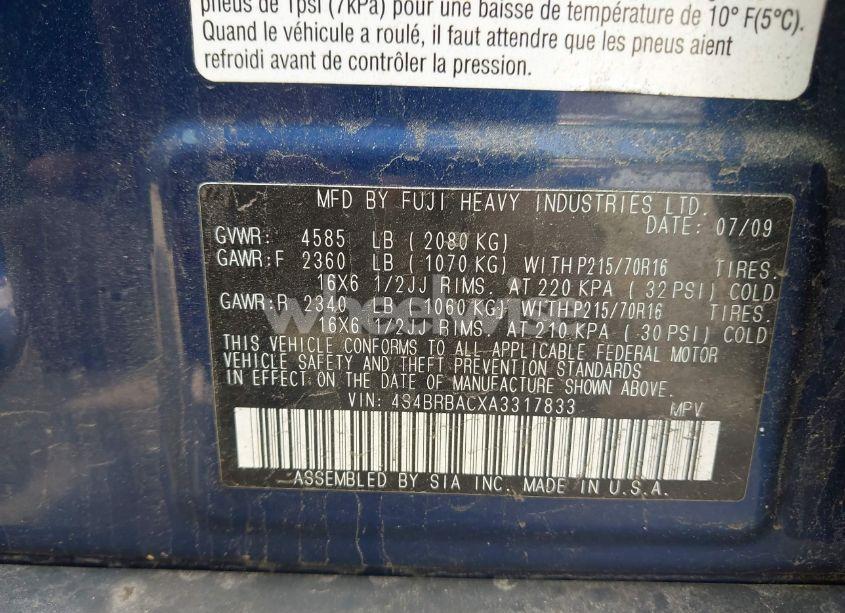 pneus de 1psi (7kPa) pour une baisse de température de 10° F(5°C).
Quand le véhicule a roulé, il faut attendre que les pneus aient
refroidi avant de contrôler la pression.
MFD BY FUJI HEAVY INDUSTRIES LTD.
DATE: 07/09
GVWR: 4585 LB ( 2080 KG)
GAWR:F 2360 LB ( 1070 KG) WITH P215/70R16 TIRES.
16X6 1/2JJ RIMS. AT 220 KPA ( 32 PSI) COLD
GAWR:R 2340 LB ( 1060 KG) WITH P215/70R16 TIRES.
16X6 1/2JJ RIMS. AT 210 KPA ( 30 PSI) COLD
wheelwise
THIS VEHICLE CONFORMS TO ALL APPLICABLE FEDERAL MOTOR
VEHICLE SAFETY AND THEFT PREVENTION STANDARDS
IN EFFECT ON THE DATE OF MANUFACTURE SHOWN ABOVE.
VIN: 4S4BRBACXA3317833 MPV
ASSEMBLED BY SIA INC. MADE IN U.S.A.